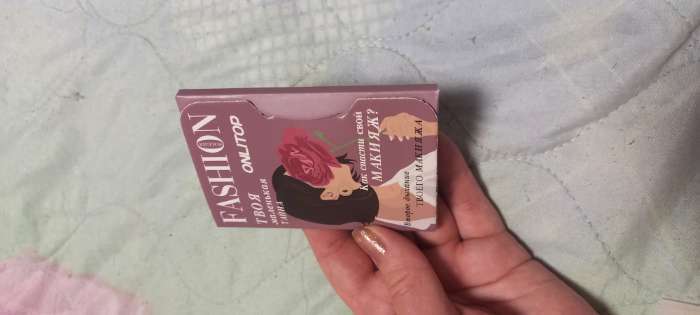 FASHION
ONLITOP
ТВОЯ
маленькая
ТАЙНА
Как спасти свой
МАКИЯЖ?
Второе дыхание
ТВОЕГО МАКИЯЖА